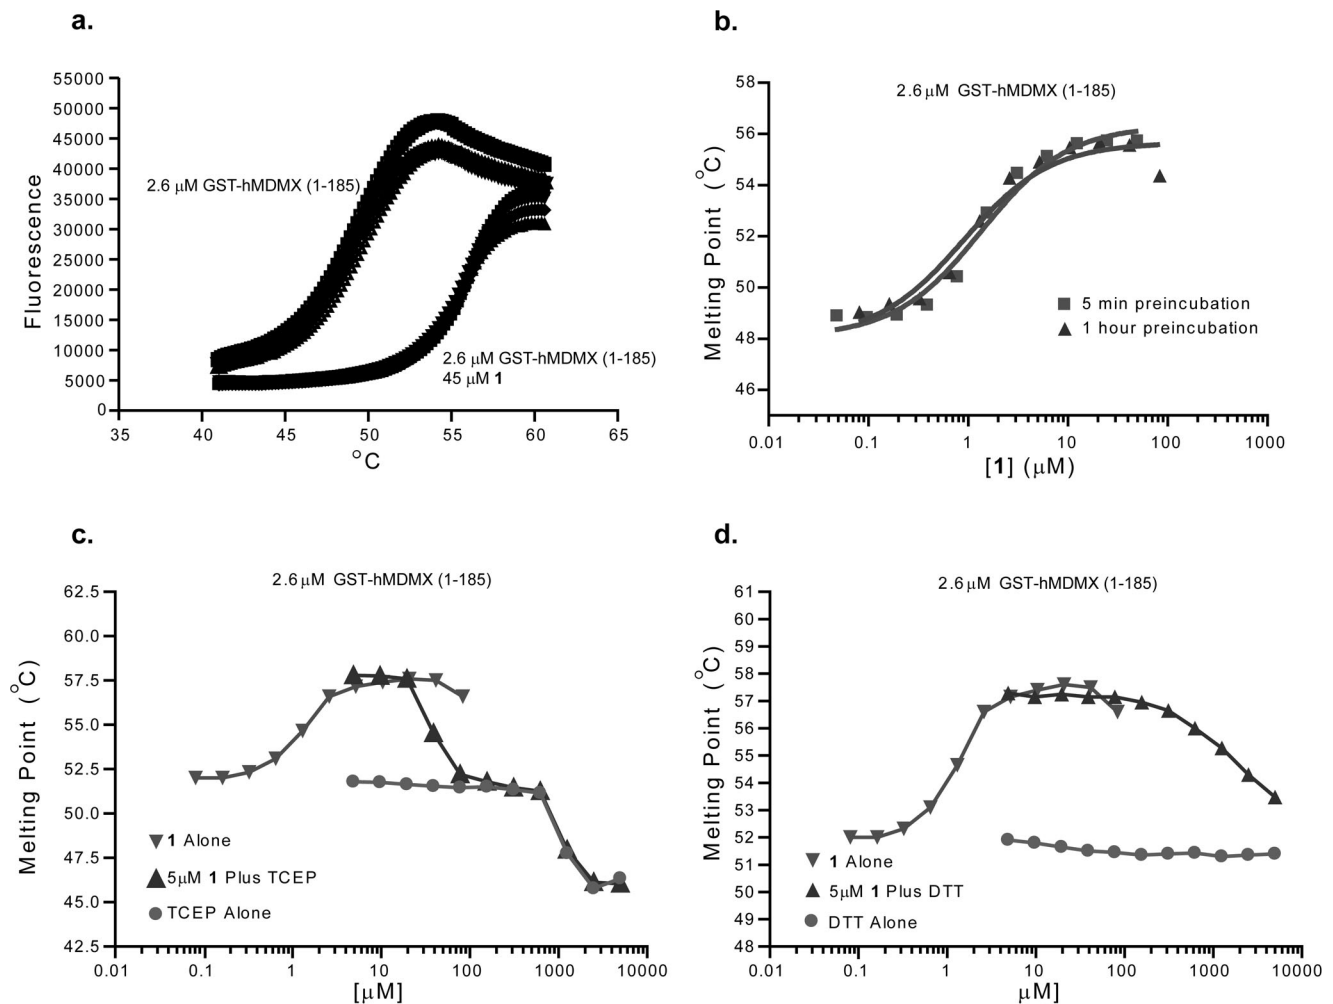 a.
55000
50000
45000
40000
35000
30000
25000
20000
15000
10000
5000
0
Fluorescence
2.6 μM GST-hMDMX (1-185)
2.6 μM GST-hMDMX (1-185)
45 μM 1
35
40
45
50
55
60
65
°C
b.
2.6 μM GST-hMDMX (1-185)
58
56
54
52
50
48
46
Melting Point (°C)
5 min preincubation
1 hour preincubation
0.01
0.1
1
10
100
1000
[1] (μM)
c.
2.6 μM GST-hMDMX (1-185)
62.5
60.0
57.5
55.0
52.5
50.0
47.5
45.0
42.5
Melting Point (°C)
1 Alone
5μM 1 Plus TCEP
TCEP Alone
0.01
0.1
1
10
100
1000
10000
[μM]
d.
2.6 μM GST-hMDMX (1-185)
61
60
59
58
57
56
55
54
53
52
51
50
49
48
Melting Point (°C)
1 Alone
5μM 1 Plus DTT
DTT Alone
0.01
0.1
1
10
100
1000
10000
μM]